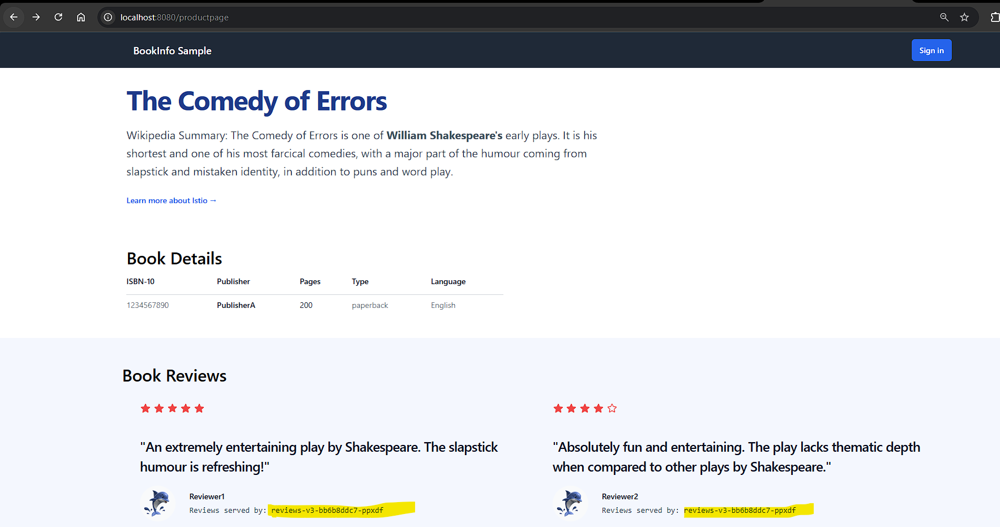 localhost:8080/productpage
BookInfo Sample
Sign in
The Comedy of Errors
Wikipedia Summary: The Comedy of Errors is one of William Shakespeare's early plays. It is his
shortest and one of his most farcical comedies, with a major part of the humour coming from
slapstick and mistaken identity, in addition to puns and word play.
Learn more about Istio →
Book Details
ISBN-10 Publisher Pages Type Language
1234567890 PublisherA 200 paperback English
Book Reviews
"An extremely entertaining play by Shakespeare. The slapstick
humour is refreshing!"
Reviewer1
Reviews served by: reviews-v3-bb6b8ddc7-ppxdf
"Absolutely fun and entertaining. The play lacks thematic depth
when compared to other plays by Shakespeare."
Reviewer2
Reviews served by: reviews-v3-bb6b8ddc7-ppxdf